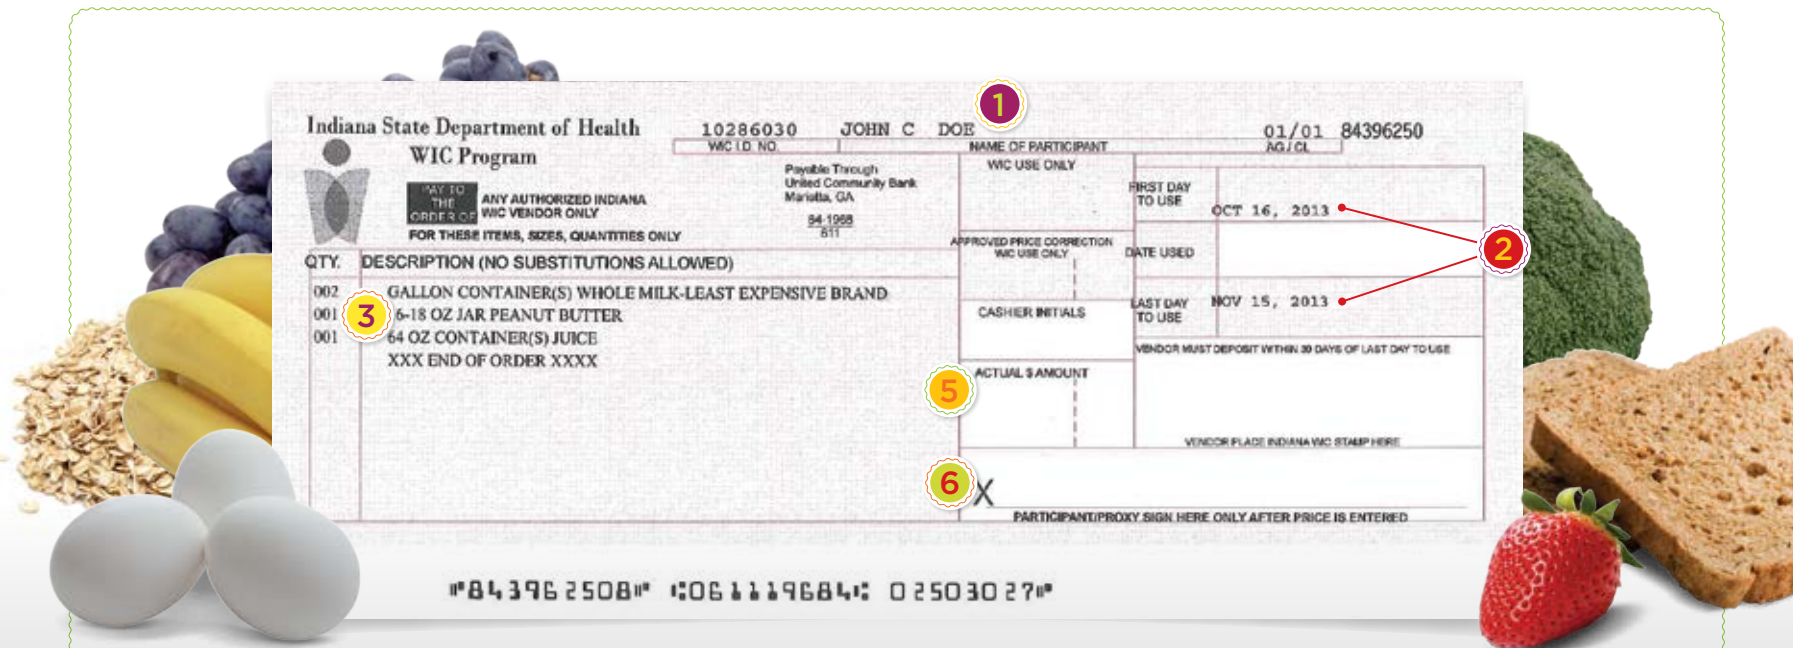 1
Indiana State Department of Health
10286030 JOHN C DOE 01/01 84396250
WIC I.D. NO. NAME OF PARTICIPANT AG / CL
WIC Program
PAY TO
THE
ORDER OF
ANY AUTHORIZED INDIANA
WIC VENDOR ONLY
FOR THESE ITEMS, SIZES, QUANTITIES ONLY
Payable Through
United Community Bank
Marietta, GA
64-1968
611
WIC USE ONLY
FIRST DAY
TO USE
OCT 16, 2013
2
APPROVED PRICE CORRECTION
WIC USE ONLY
DATE USED
QTY. DESCRIPTION (NO SUBSTITUTIONS ALLOWED)
002 GALLON CONTAINER(S) WHOLE MILK-LEAST EXPENSIVE BRAND
001 3 6-18 OZ JAR PEANUT BUTTER
001 64 OZ CONTAINER(S) JUICE
XXX END OF ORDER XXXX
CASHIER INITIALS
LAST DAY
TO USE
NOV 15, 2013
VENDOR MUST DEPOSIT WITHIN 30 DAYS OF LAST DAY TO USE
5
ACTUAL $ AMOUNT
VENDOR PLACE INDIANA WIC STAMP HERE
6
X
PARTICIPANT/PROXY SIGN HERE ONLY AFTER PRICE IS ENTERED
⑈843962508⑈ ⑆061119684⑆ 02503027⑈